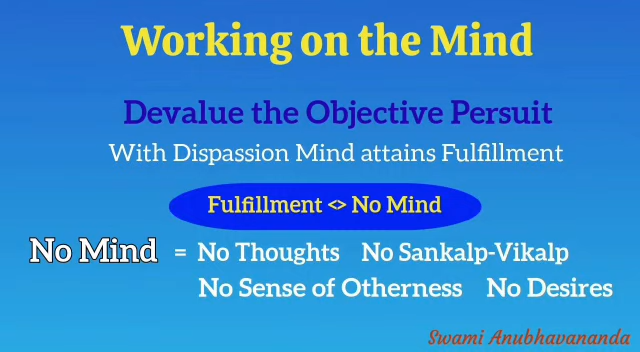 Working on the Mind
Devalue the Objective Persuit
With Dispassion Mind attains Fulfillment
Fulfillment <> No Mind
No Mind = No Thoughts No Sankalp-Vikalp
No Sense of Otherness No Desires
Swami Anubhavananda